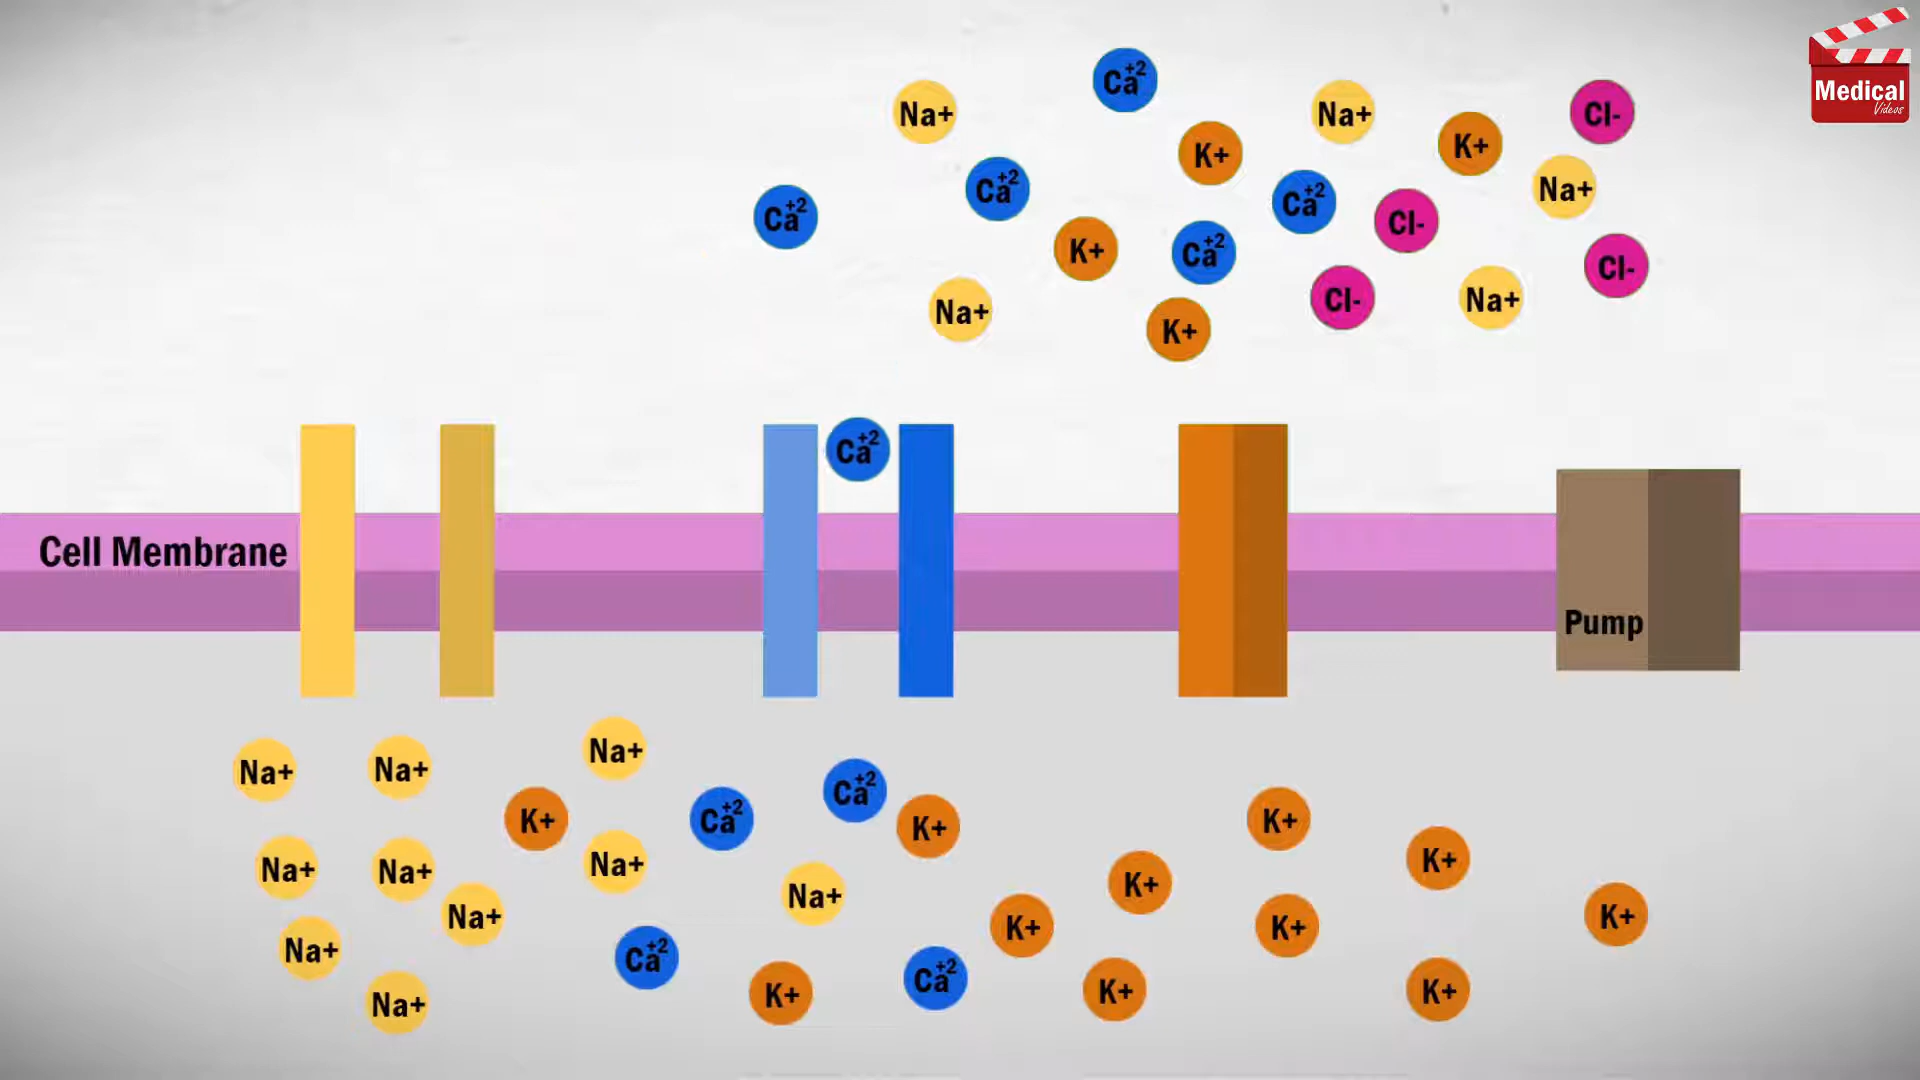 Medical
Videos
Ca+2
Na+
Na+
Cl-
K+
K+
Ca+2
Na+
Ca+2
Ca+2
Cl-
K+
Ca+2
Cl-
Na+
Cl-
Na+
K+
Ca+2
Cell Membrane
Pump
Na+
Na+
Na+
Ca+2
K+
Ca+2
K+
K+
Na+
Na+
Na+
K+
K+
Na+
Na+
K+
K+
K+
Na+
Ca+2
Ca+2
K+
K+
K+
Na+